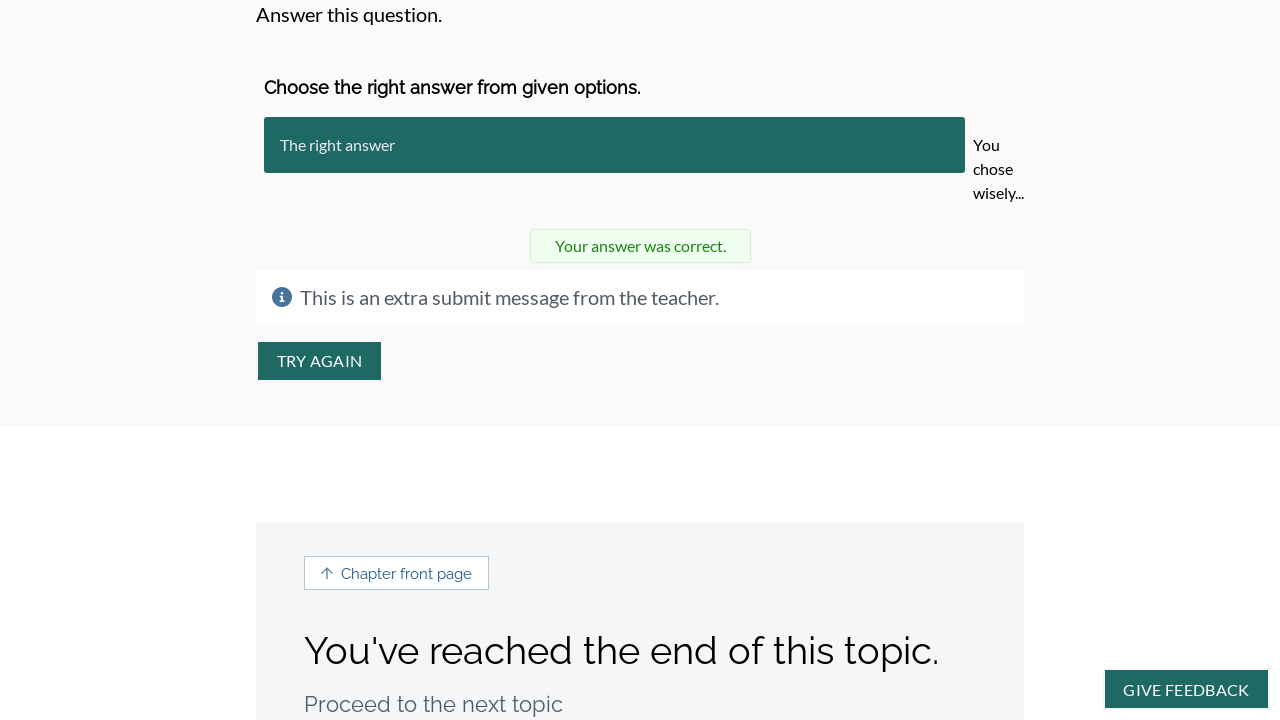 Answer this question.
Choose the right answer from given options.
The right answer
You
chose
wisely...
Your answer was correct.
This is an extra submit message from the teacher.
TRY AGAIN
Chapter front page
You've reached the end of this topic.
Proceed to the next topic
GIVE FEEDBACK